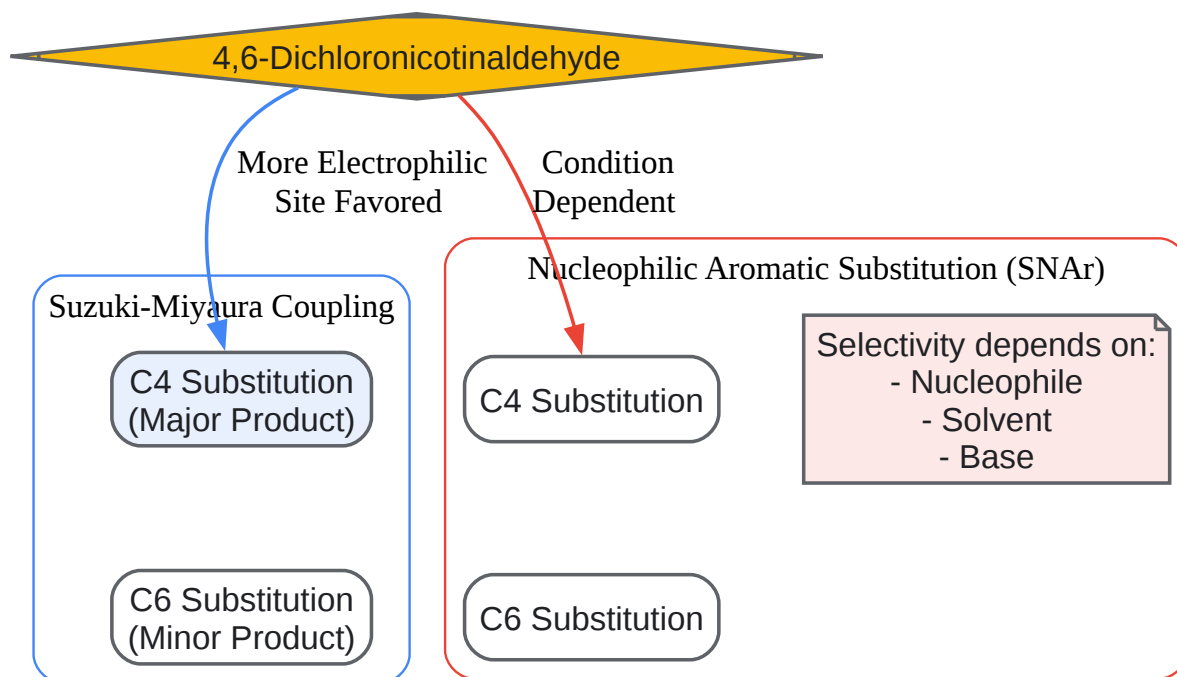 4,6-Dichloronicotinaldehyde
More Electrophilic
Site Favored
Condition
Dependent
Suzuki-Miyaura Coupling
C4 Substitution
(Major Product)
C6 Substitution
(Minor Product)
Nucleophilic Aromatic Substitution (SNAr)
C4 Substitution
Selectivity depends on:
- Nucleophile
- Solvent
- Base
C6 Substitution